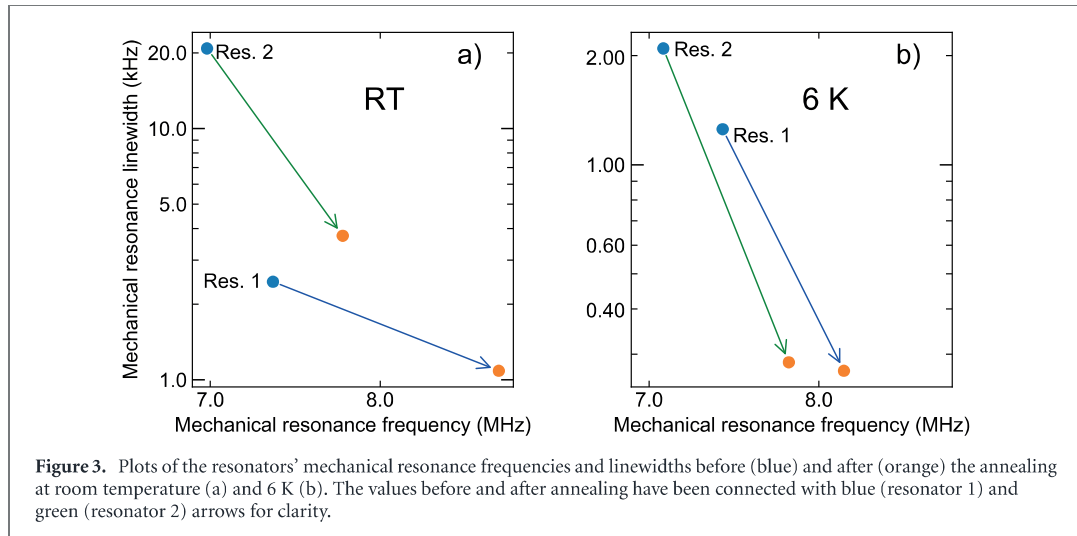 a)
RT
Res. 2
Res. 1
20.0
10.0
5.0
1.0
7.0
8.0
Mechanical resonance linewidth (kHz)
Mechanical resonance frequency (MHz)
b)
6 K
Res. 2
Res. 1
2.00
1.00
0.60
0.40
7.0
8.0
Mechanical resonance frequency (MHz)
Figure 3. Plots of the resonators' mechanical resonance frequencies and linewidths before (blue) and after (orange) the annealing
at room temperature (a) and 6 K (b). The values before and after annealing have been connected with blue (resonator 1) and
green (resonator 2) arrows for clarity.